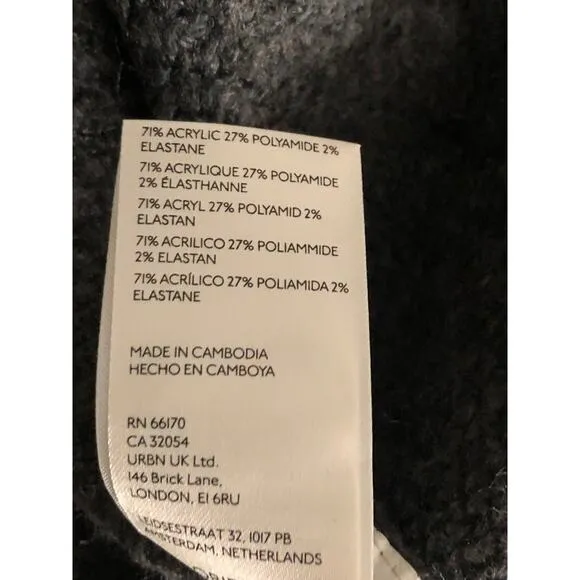 71% ACRYLIC 27% POLYAMIDE 2%
ELASTANE
71% ACRYLIQUE 27% POLYAMIDE
2% ÉLASTHANNE
71% ACRYL 27% POLYAMID 2%
ELASTAN
71% ACRILICO 27% POLIAMMIDE
2% ELASTAN
71% ACRÍLICO 27% POLIAMIDA 2%
ELASTANE
MADE IN CAMBODIA
HECHO EN CAMBOYA
RN 66170
CA 32054
URBN UK Ltd.
146 Brick Lane,
LONDON, E1 6RU
LEIDSESTRAAT 32, 1017 PB
AMSTERDAM, NETHERLANDS